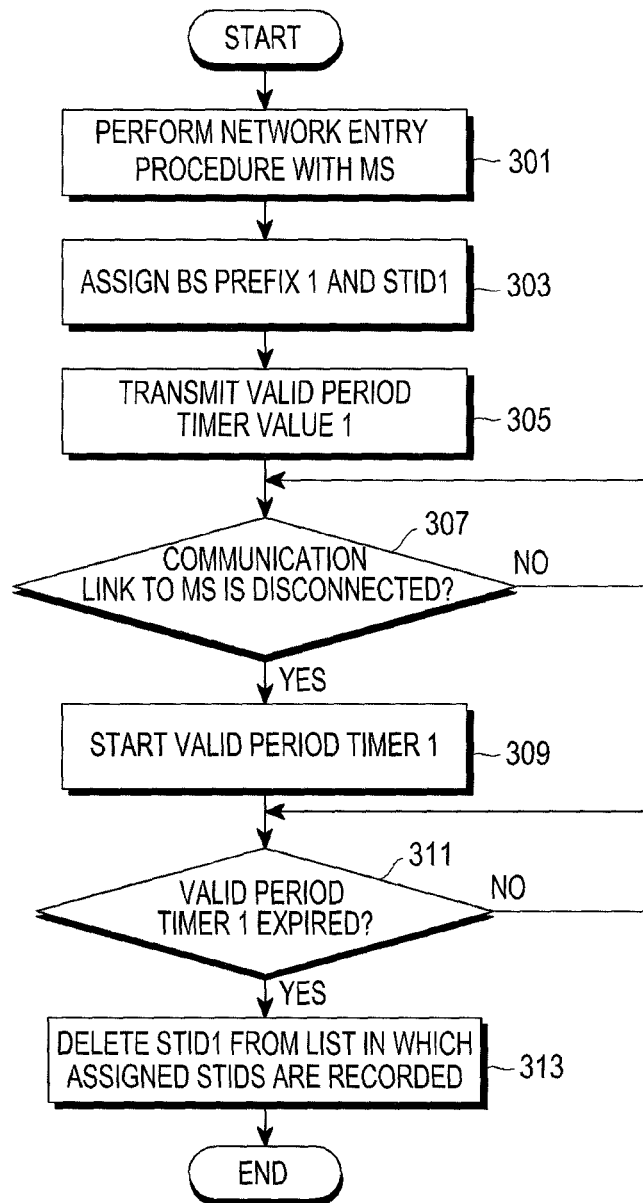 START
PERFORM NETWORK ENTRY
PROCEDURE WITH MS
301
ASSIGN BS PREFIX 1 AND STID1
303
TRANSMIT VALID PERIOD
TIMER VALUE 1
305
307
COMMUNICATION
LINK TO MS IS DISCONNECTED?
NO
YES
START VALID PERIOD TIMER 1
309
311
VALID PERIOD
TIMER 1 EXPIRED?
NO
YES
DELETE STID1 FROM LIST IN WHICH
ASSIGNED STIDS ARE RECORDED
313
END